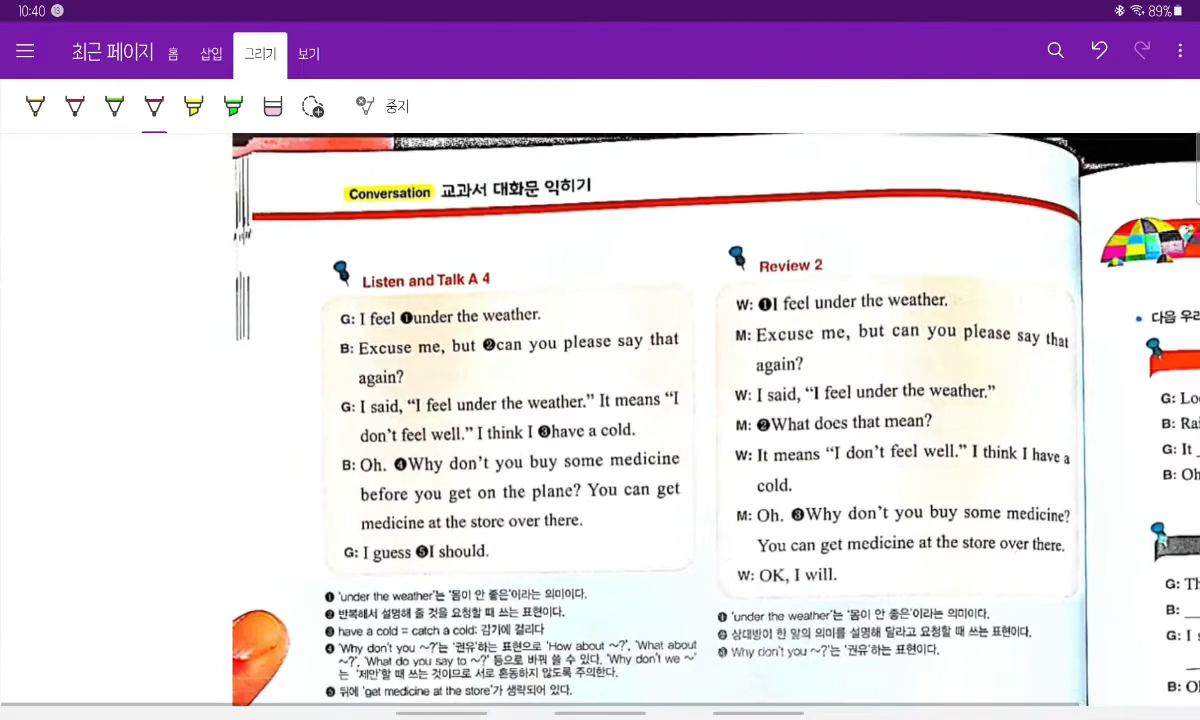 10:40
3
89%
최근 페이지
홈
삽입
그리기
보기
중지
Conversation 교과서 대화문 익히기
Listen and Talk A 4
G: I feel ❶under the weather.
B: Excuse me, but ❷can you please say that
again?
G: I said, “I feel under the weather.” It means “I
don’t feel well.” I think I ❸have a cold.
B: Oh. ❹Why don’t you buy some medicine
before you get on the plane? You can get
medicine at the store over there.
G: I guess ❺I should.
❶ ‘under the weather’는 ‘몸이 안 좋은’이라는 의미이다.
❷ 반복해서 설명해 줄 것을 요청할 때 쓰는 표현이다.
❸ have a cold = catch a cold: 감기에 걸리다
❹ ‘Why don’t you ~?’는 ‘권유’하는 표현으로 ‘How about ~?’, ‘What about
~?’, ‘What do you say to ~?’ 등으로 바꿔 쓸 수 있다. ‘Why don’t we ~’
는 ‘제안’할 때 쓰는 것이므로 서로 혼동하지 않도록 주의한다.
❺ 뒤에 ‘get medicine at the store’가 생략되어 있다.
Review 2
W: ❶I feel under the weather.
M: Excuse me, but can you please say that
again?
W: I said, “I feel under the weather.”
M: ❷What does that mean?
W: It means “I don’t feel well.” I think I have a
cold.
M: Oh. ❸Why don’t you buy some medicine?
You can get medicine at the store over there.
W: OK, I will.
❶ ‘under the weather’는 ‘몸이 안 좋은’이라는 의미이다.
❷ 상대방이 한 말의 의미를 설명해 달라고 요청할 때 쓰는 표현이다.
❸ Why don’t you ~?’는 ‘권유’하는 표현이다.
다음 우리
G:
B:
G: It
B: Oh
G:
B:
G: I
B: